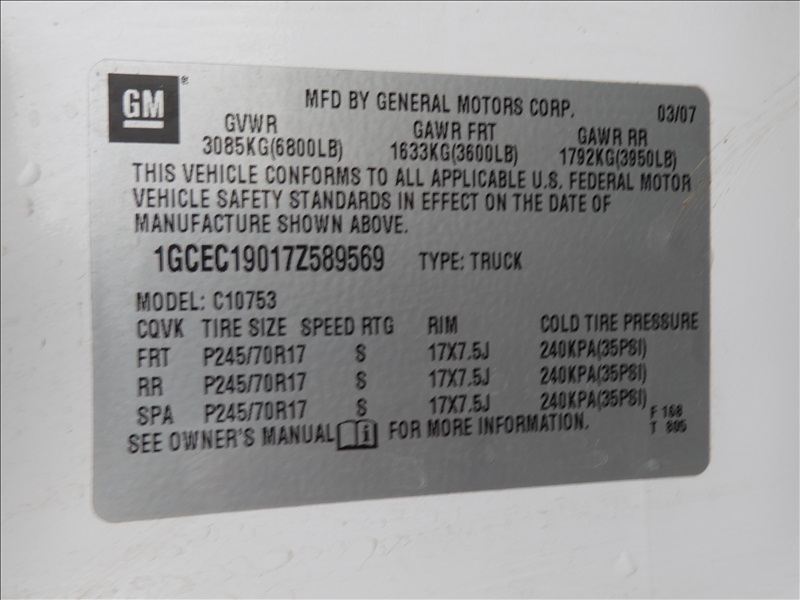 GM ®
MFD BY GENERAL MOTORS CORP. 03/07
GVWR GAWR FRT GAWR RR
3085KG(6800LB) 1633KG(3600LB) 1792KG(3950LB)
THIS VEHICLE CONFORMS TO ALL APPLICABLE U.S. FEDERAL MOTOR
VEHICLE SAFETY STANDARDS IN EFFECT ON THE DATE OF
MANUFACTURE SHOWN ABOVE.
1GCEC19017Z589569 TYPE: TRUCK
MODEL: C10753
CQVK TIRE SIZE SPEED RTG RIM COLD TIRE PRESSURE
FRT P245/70R17 S 17X7.5J 240KPA(35PSI)
RR P245/70R17 S 17X7.5J 240KPA(35PSI)
SPA P245/70R17 S 17X7.5J 240KPA(35PSI)
SEE OWNER'S MANUAL i FOR MORE INFORMATION.
F 168
T